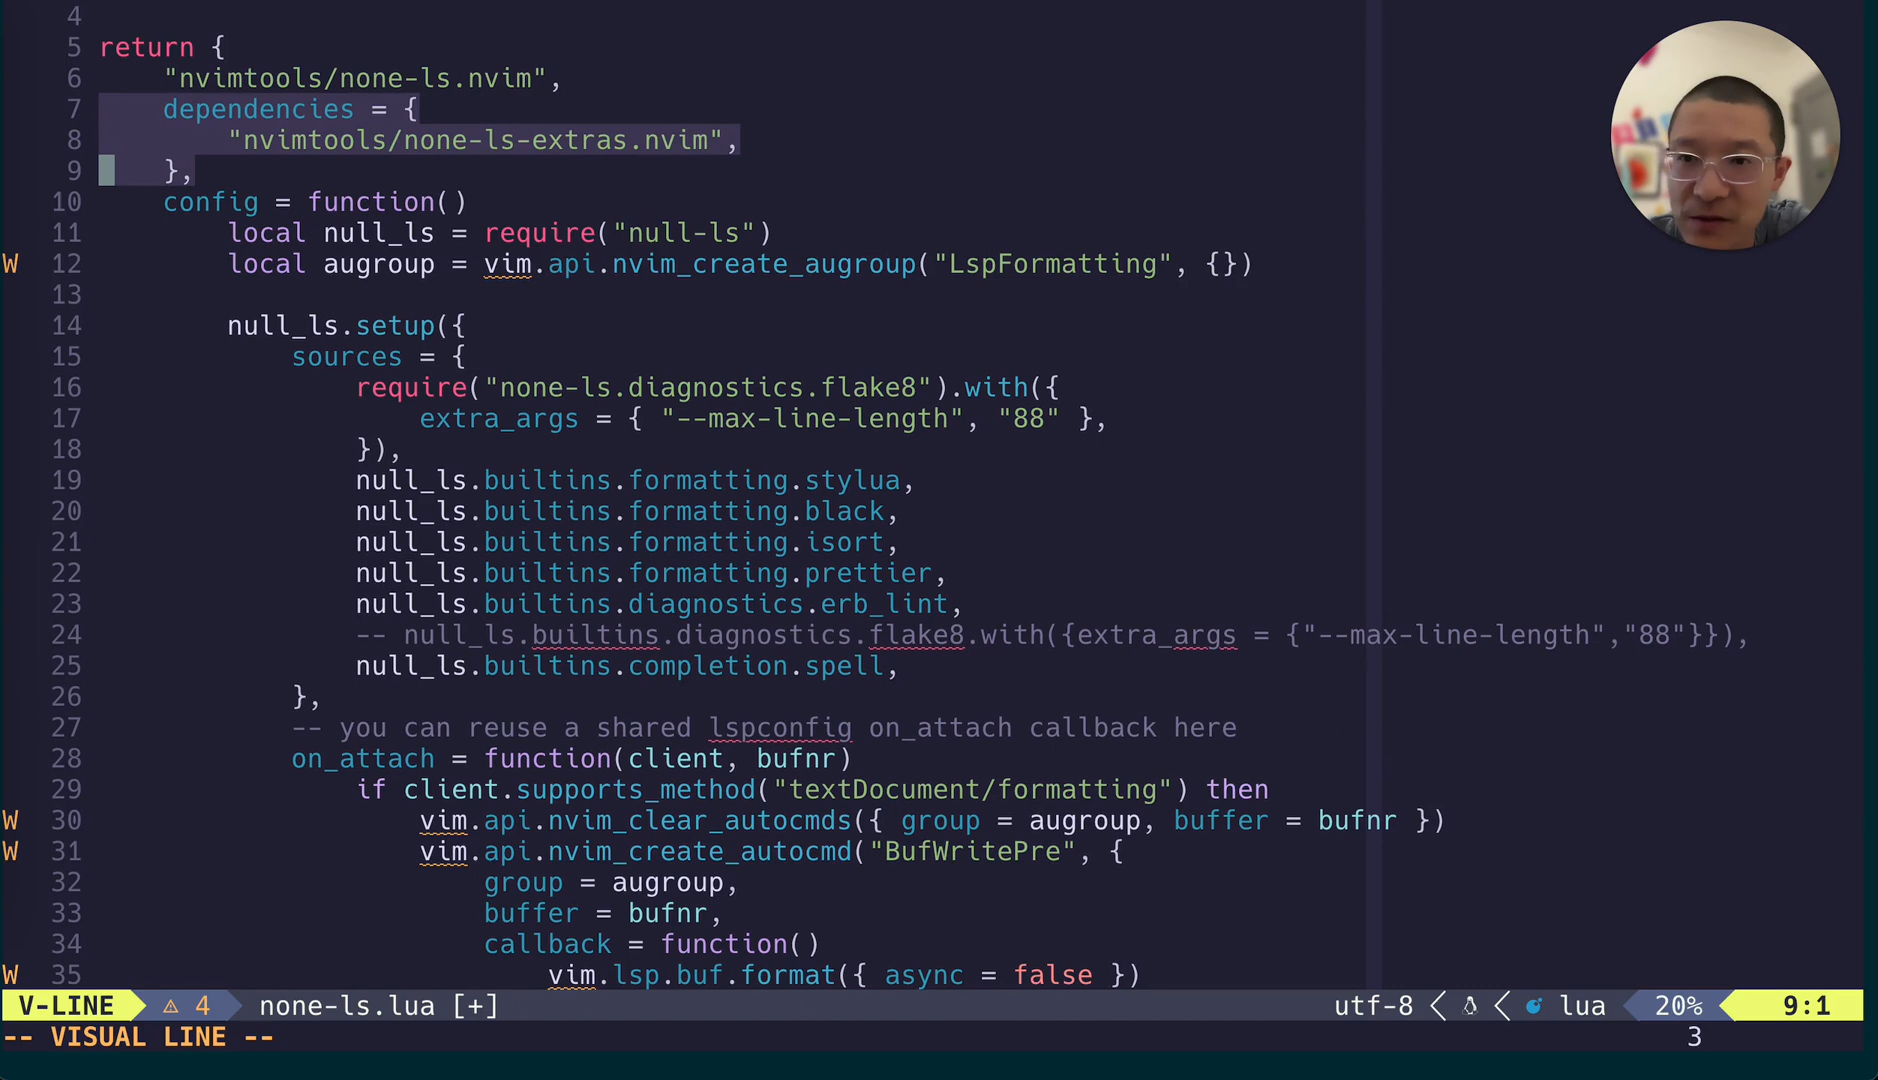 4
5 return {
6 "nvimtools/none-ls.nvim",
7 dependencies = {
8 "nvimtools/none-ls-extras.nvim",
9 },
10 config = function()
11 local null_ls = require("null-ls")
W 12 local augroup = vim.api.nvim_create_augroup("LspFormatting", {})
13
14 null_ls.setup({
15 sources = {
16 require("none-ls.diagnostics.flake8").with({
17 extra_args = { "--max-line-length", "88" },
18 }),
19 null_ls.builtins.formatting.stylua,
20 null_ls.builtins.formatting.black,
21 null_ls.builtins.formatting.isort,
22 null_ls.builtins.formatting.prettier,
23 null_ls.builtins.diagnostics.erb_lint,
24 -- null_ls.builtins.diagnostics.flake8.with({extra_args = {"--max-line-length","88"}}),
25 null_ls.builtins.completion.spell,
26 },
27 -- you can reuse a shared lspconfig on_attach callback here
28 on_attach = function(client, bufnr)
29 if client.supports_method("textDocument/formatting") then
W 30 vim.api.nvim_clear_autocmds({ group = augroup, buffer = bufnr })
W 31 vim.api.nvim_create_autocmd("BufWritePre", {
32 group = augroup,
33 buffer = bufnr,
34 callback = function()
W 35 vim.lsp.buf.format({ async = false })
V-LINE ⚠ 4 none-ls.lua [+] utf-8 lua 20% 9:1
-- VISUAL LINE -- 3